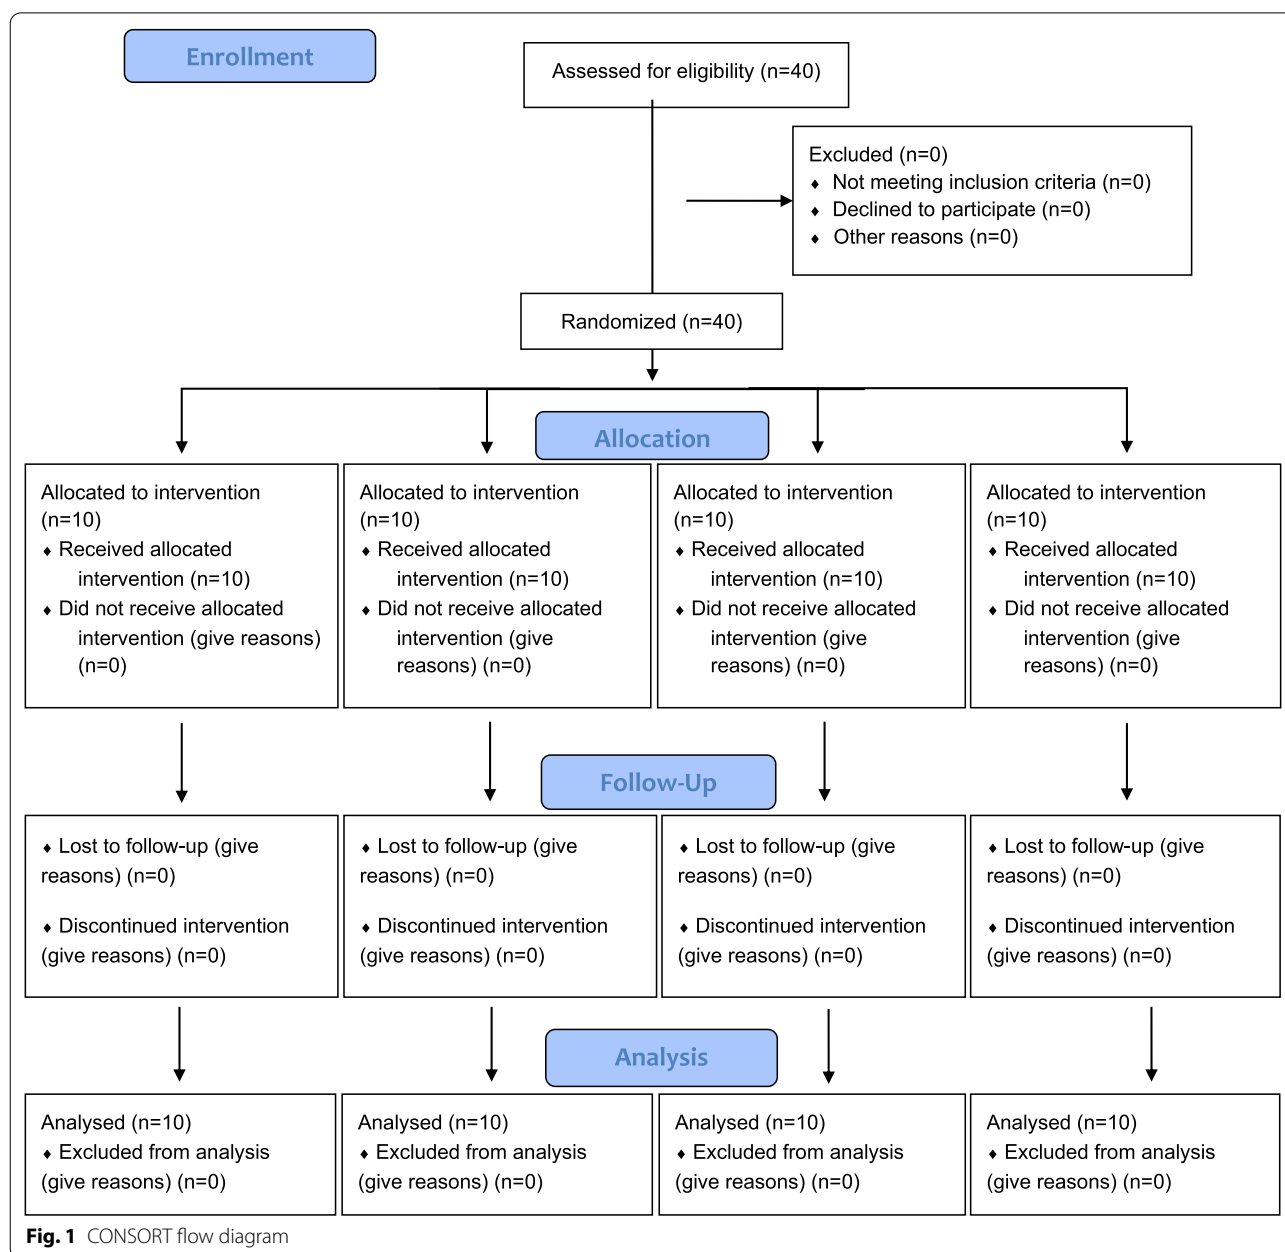 Enrollment
Assessed for eligibility (n=40)
Excluded (n=0)
♦ Not meeting inclusion criteria (n=0)
♦ Declined to participate (n=0)
♦ Other reasons (n=0)
Randomized (n=40)
Allocation
Allocated to intervention
(n=10)
♦ Received allocated
intervention (n=10)
♦ Did not receive allocated
intervention (give reasons)
(n=0)
Allocated to intervention
(n=10)
♦ Received allocated
intervention (n=10)
♦ Did not receive allocated
intervention (give
reasons) (n=0)
Allocated to intervention
(n=10)
♦ Received allocated
intervention (n=10)
♦ Did not receive allocated
intervention (give
reasons) (n=0)
Allocated to intervention
(n=10)
♦ Received allocated
intervention (n=10)
♦ Did not receive allocated
intervention (give
reasons) (n=0)
Follow-Up
♦ Lost to follow-up (give
reasons) (n=0)
♦ Discontinued intervention
(give reasons) (n=0)
♦ Lost to follow-up (give
reasons) (n=0)
♦ Discontinued intervention
(give reasons) (n=0)
♦ Lost to follow-up (give
reasons) (n=0)
♦ Discontinued intervention
(give reasons) (n=0)
♦ Lost to follow-up (give
reasons) (n=0)
♦ Discontinued intervention
(give reasons) (n=0)
Analysis
Analysed (n=10)
♦ Excluded from analysis
(give reasons) (n=0)
Analysed (n=10)
♦ Excluded from analysis
(give reasons) (n=0)
Analysed (n=10)
♦ Excluded from analysis
(give reasons) (n=0)
Analysed (n=10)
♦ Excluded from analysis
(give reasons) (n=0)
Fig. 1 CONSORT flow diagram